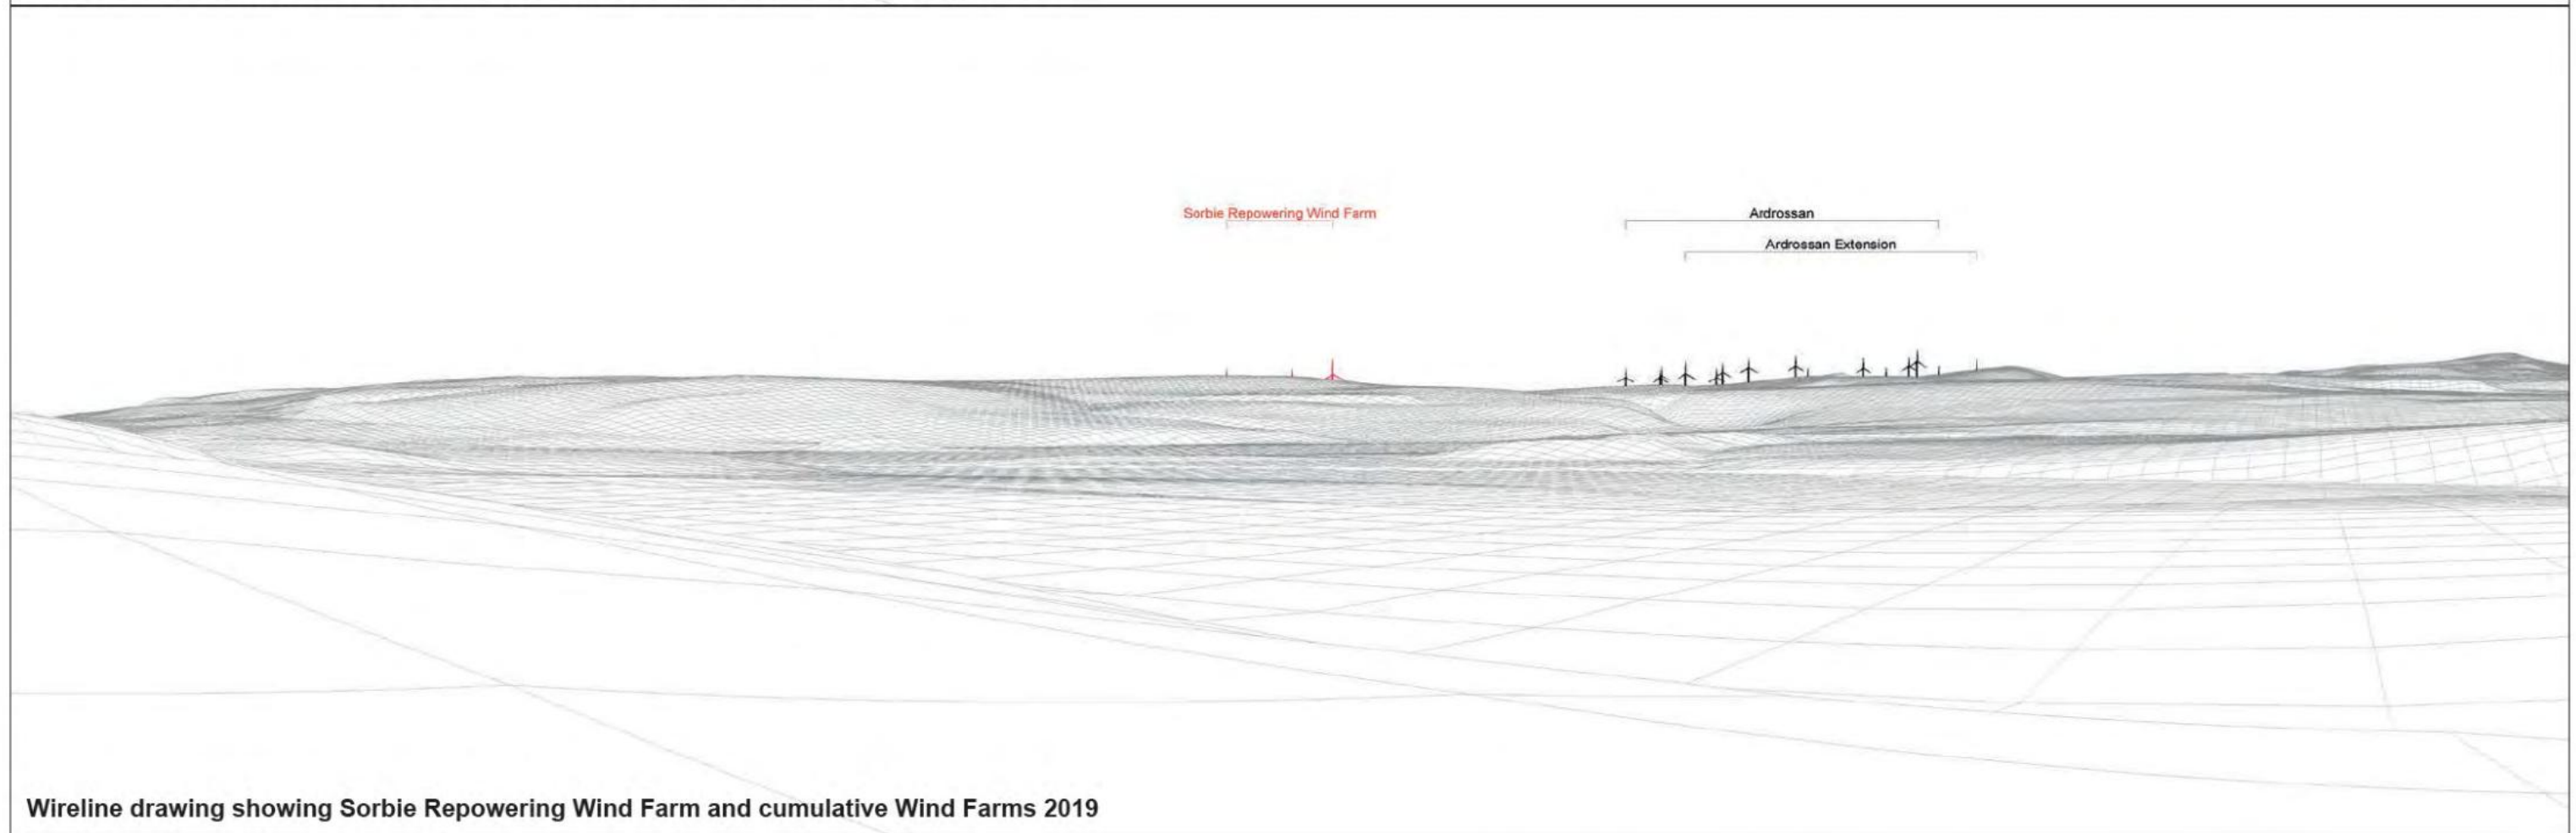 Sorbie Repowering Wind Farm
Ardrossan
Ardrossan Extension
Wireline drawing showing Sorbie Repowering Wind Farm and cumulative Wind Farms 2019